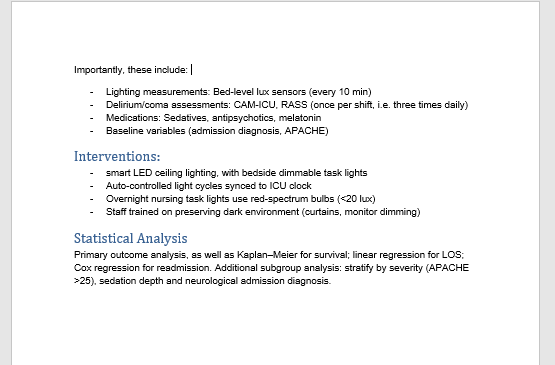 Importantly, these include:
- Lighting measurements: Bed-level lux sensors (every 10 min)
- Delirium/coma assessments: CAM-ICU, RASS (once per shift, i.e. three times daily)
- Medications: Sedatives, antipsychotics, melatonin
- Baseline variables (admission diagnosis, APACHE)
Interventions:
- smart LED ceiling lighting, with bedside dimmable task lights
- Auto-controlled light cycles synced to ICU clock
- Overnight nursing task lights use red-spectrum bulbs (<20 lux)
- Staff trained on preserving dark environment (curtains, monitor dimming)
Statistical Analysis
Primary outcome analysis, as well as Kaplan–Meier for survival; linear regression for LOS;
Cox regression for readmission. Additional subgroup analysis: stratify by severity (APACHE
>25), sedation depth and neurological admission diagnosis.